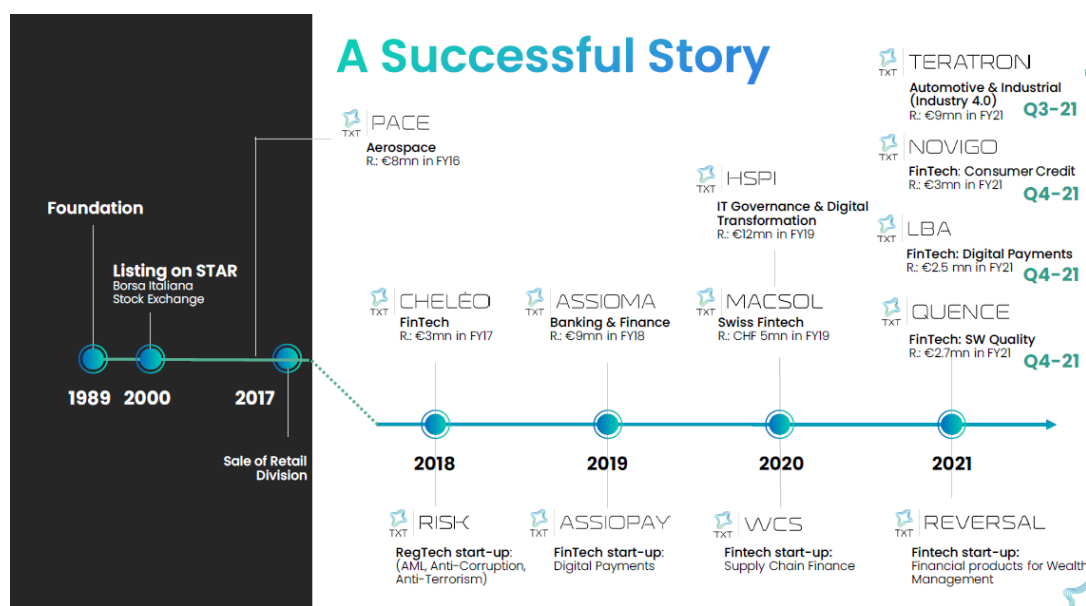 A Successful Story
Foundation
Listing on STAR
Borsa Italiana
Stock Exchange
1989
2000
2017
Sale of Retail
Division
TXT PACE
Aerospace
R.: €8mn in FY16
TXT CHELÉO
FinTech
R.: €3mn in FY17
2018
TXT RISK
RegTech start-up:
(AML, Anti-Corruption,
Anti-Terrorism)
TXT ASSIOMA
Banking & Finance
R.: €9mn in FY18
2019
TXT ASSIOPAY
FinTech start-up:
Digital Payments
TXT HSPI
IT Governance & Digital
Transformation
R.: €12mn in FY19
TXT MACSOL
Swiss Fintech
R.: CHF 5mn in FY19
2020
TXT WCS
Fintech start-up:
Supply Chain Finance
TXT TERATRON
Automotive & Industrial
(Industry 4.0)
R.: €9mn in FY21
Q3-21
TXT NOVIGO
FinTech: Consumer Credit
R.: €3mn in FY21
Q4-21
TXT LBA
FinTech: Digital Payments
R.: €2.5 mn in FY21
Q4-21
TXT QUENCE
FinTech: SW Quality
R.: €2.7mn in FY21
Q4-21
2021
TXT REVERSAL
Fintech start-up:
Financial products for Wealth
Management